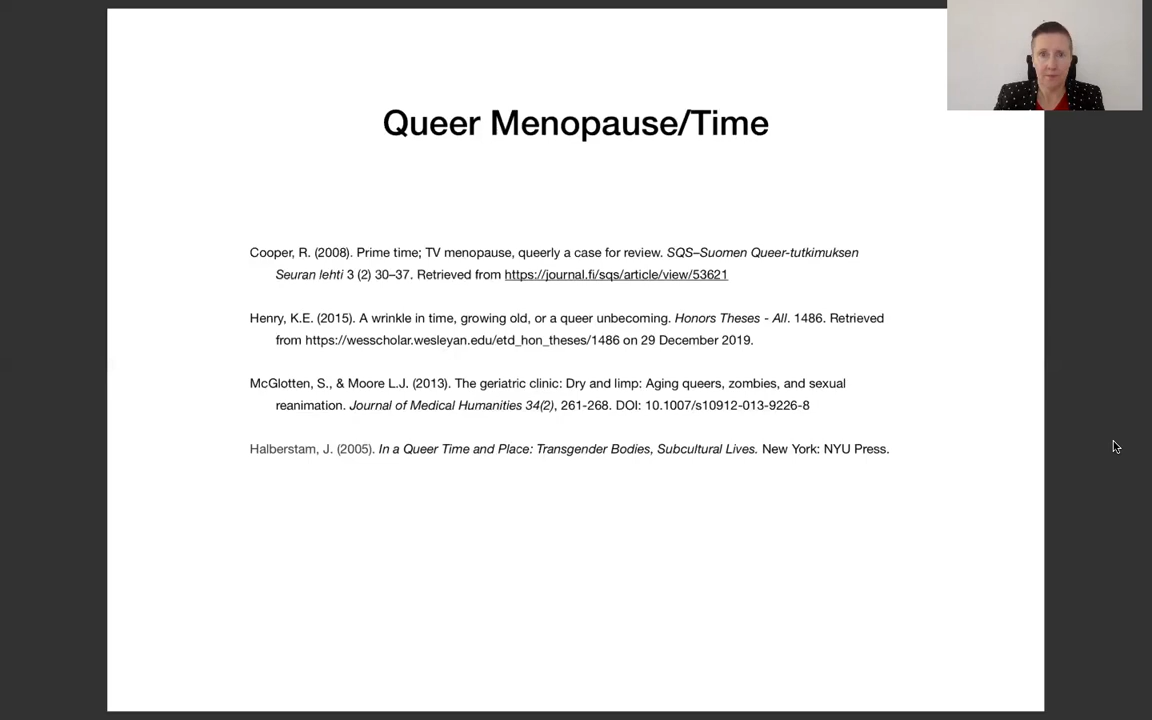 Queer Menopause/Time
Cooper, R. (2008). Prime time; TV menopause, queerly a case for review. SQS–Suomen Queer-tutkimuksen
Seuran lehti 3 (2) 30–37. Retrieved from https://journal.fi/sqs/article/view/53621
Henry, K.E. (2015). A wrinkle in time, growing old, or a queer unbecoming. Honors Theses - All. 1486. Retrieved
from https://wesscholar.wesleyan.edu/etd_hon_theses/1486 on 29 December 2019.
McGlotten, S., & Moore L.J. (2013). The geriatric clinic: Dry and limp: Aging queers, zombies, and sexual
reanimation. Journal of Medical Humanities 34(2), 261-268. DOI: 10.1007/s10912-013-9226-8
Halberstam, J. (2005). In a Queer Time and Place: Transgender Bodies, Subcultural Lives. New York: NYU Press.